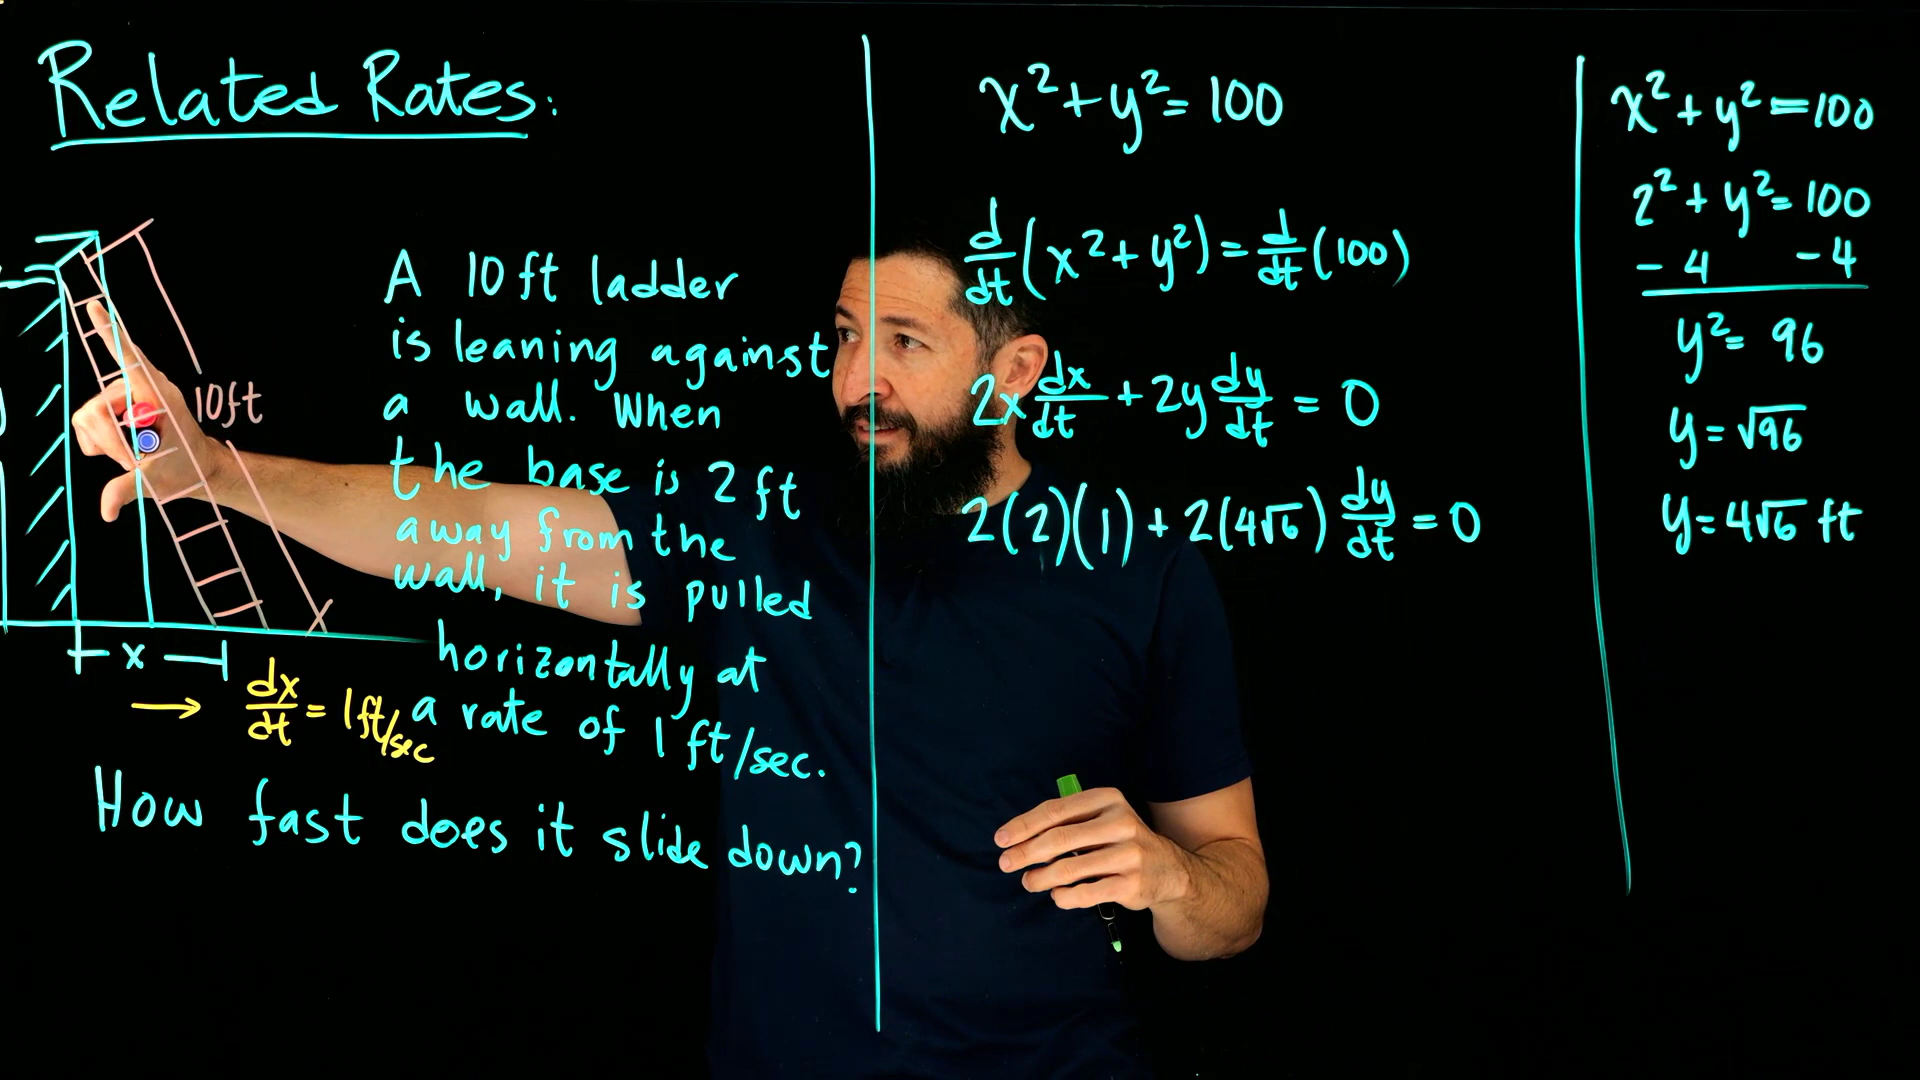 Related Rates:
10ft
x
→ dx/dt = 1ft/sec
A 10ft ladder
is leaning against
a wall. When
the base is 2 ft
away from the
wall, it is pulled
horizontally at
a rate of 1 ft/sec.
How fast does it slide down?
x² + y² = 100
d/dt (x² + y²) = d/dt (100)
2x dx/dt + 2y dy/dt = 0
2(2)(1) + 2(4√6) dy/dt = 0
x² + y² = 100
2² + y² = 100
- 4 - 4
y² = 96
y = √96
y = 4√6 ft